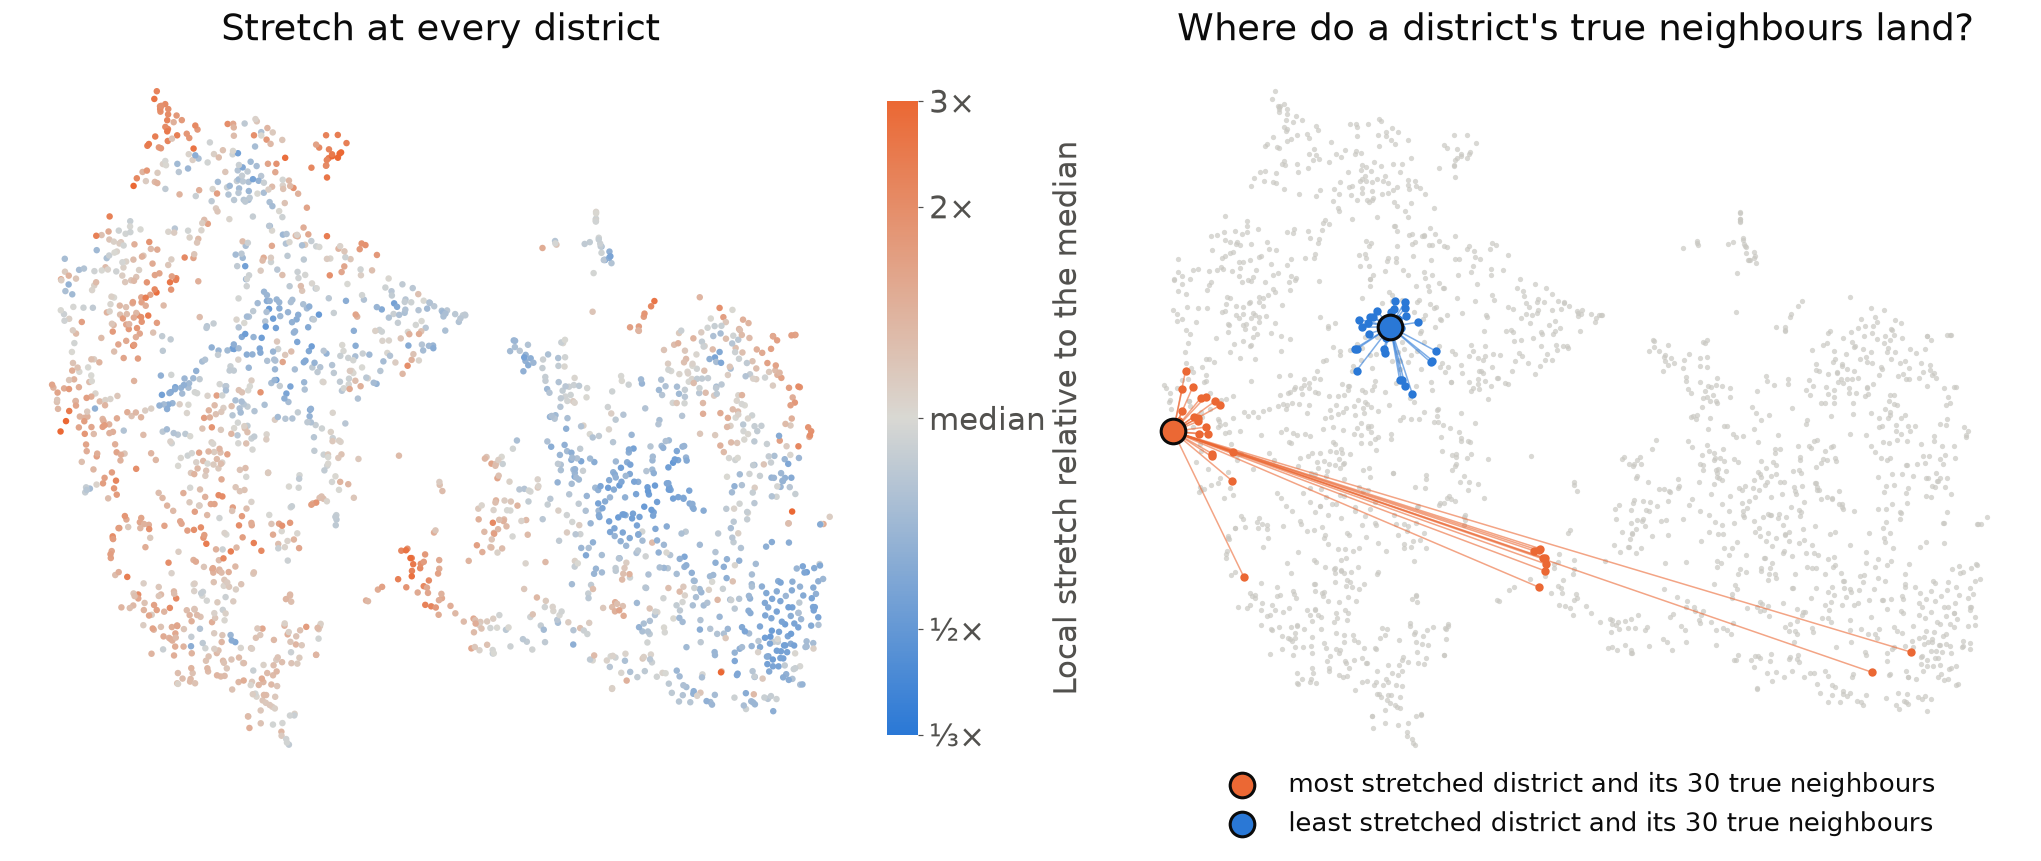 Stretch at every district
3×
2×
median
½×
⅓×
Local stretch relative to the median
Where do a district's true neighbours land?
most stretched district and its 30 true neighbours
least stretched district and its 30 true neighbours